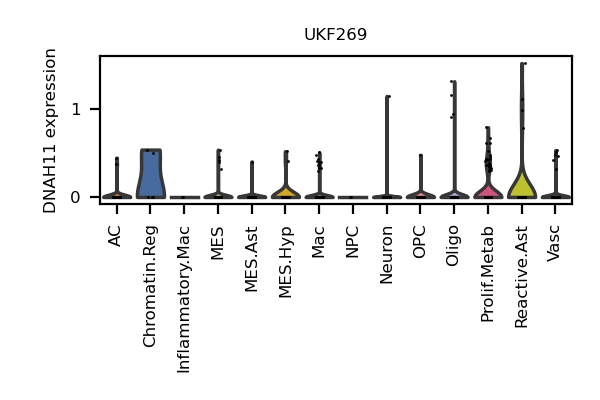 UKF269
DNAH11 expression
1
0
AC
Chromatin.Reg
Inflammatory.Mac
MES
MES.Ast
MES.Hyp
Mac
NPC
Neuron
OPC
Oligo
Prolif.Metab
Reactive.Ast
Vasc